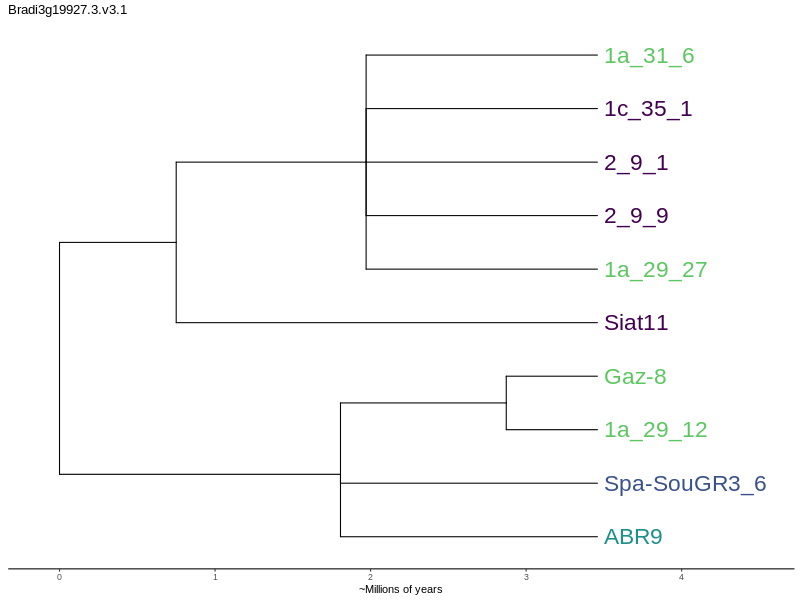 Bradi3g19927.3.v3.1
1a_31_6
1c_35_1
2_9_1
2_9_9
1a_29_27
Siat11
Gaz-8
1a_29_12
Spa-SouGR3_6
ABR9
0 1 2 3 4
~Millions of years